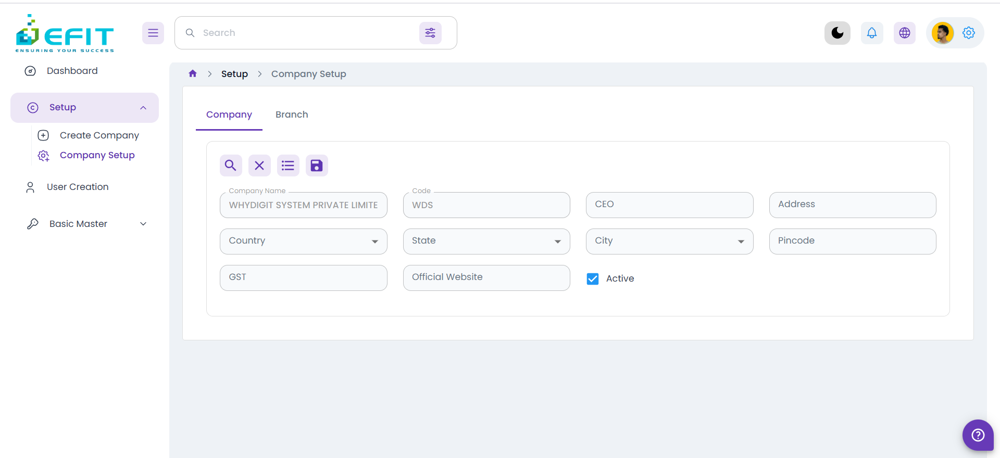 EFIT
ENSURING YOUR SUCCESS
Search
Dashboard
Setup
Create Company
Company Setup
User Creation
Basic Master
Setup
Company Setup
Company
Branch
Company Name
WHYDIGIT SYSTEM PRIVATE LIMITE
Code
WDS
CEO
Address
Country
State
City
Pincode
GST
Official Website
Active